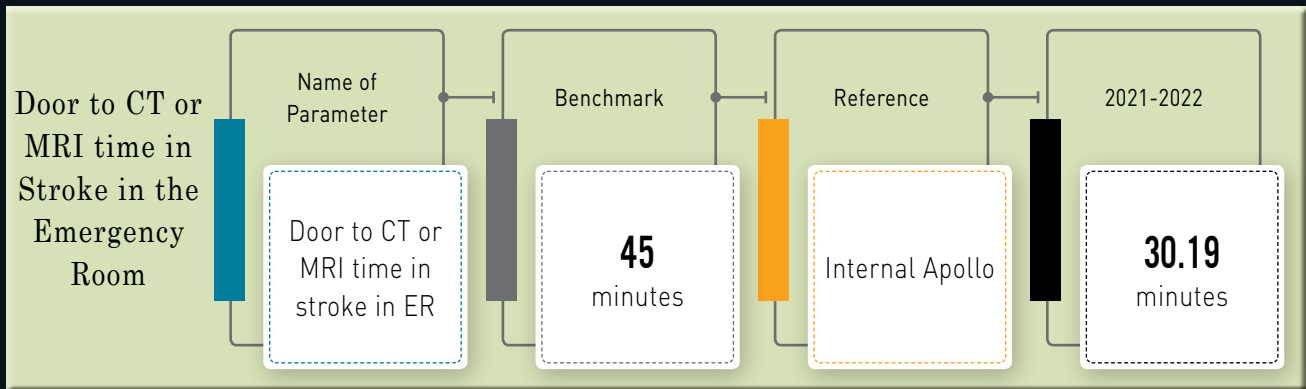 Door to CT or
MRI time in
Stroke in the
Emergency
Room
Name of
Parameter
Door to CT or
MRI time in
stroke in ER
Benchmark
45
minutes
Reference
Internal Apollo
2021-2022
30.19
minutes